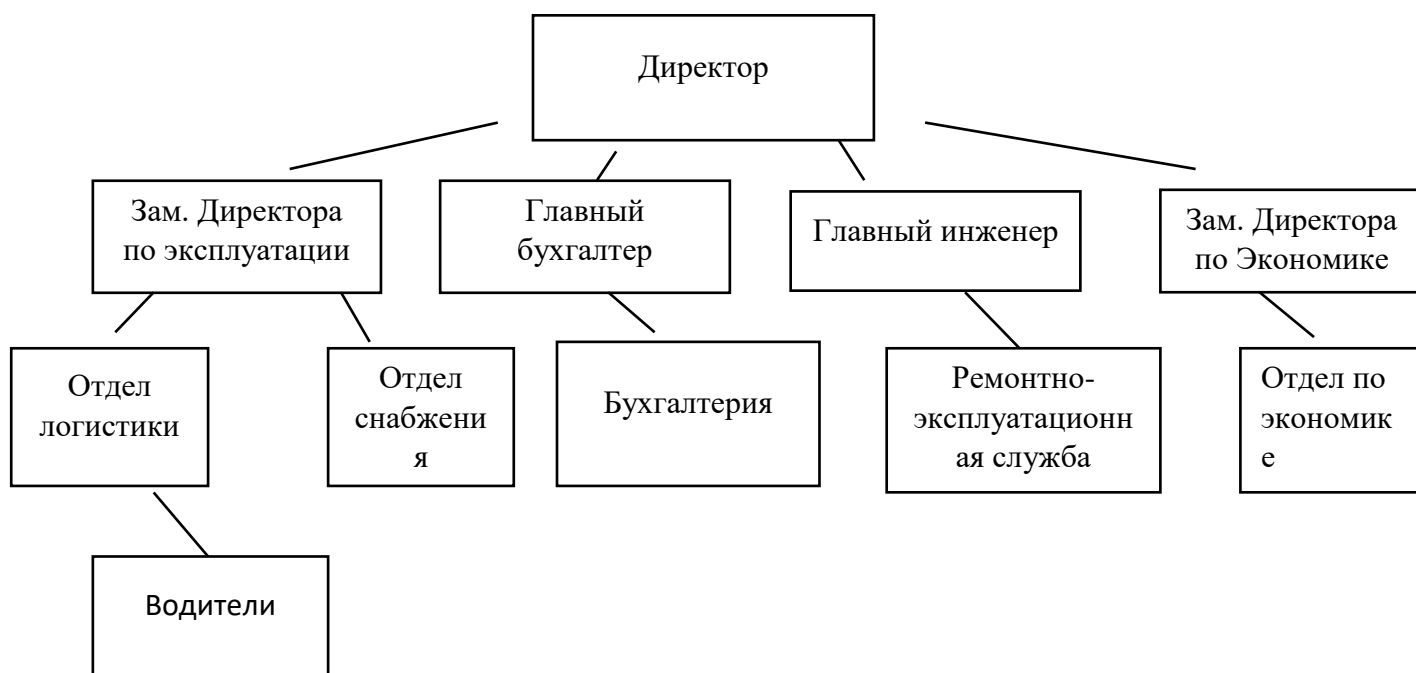 Директор
Зам. Директора
по эксплуатации
Главный
бухгалтер
Главный инженер
Зам. Директора
по Экономике
Отдел
логистики
Отдел
снабжени
я
Бухгалтерия
Ремонтно-
эксплуатационн
ая служба
Отдел по
экономик
е
Водители